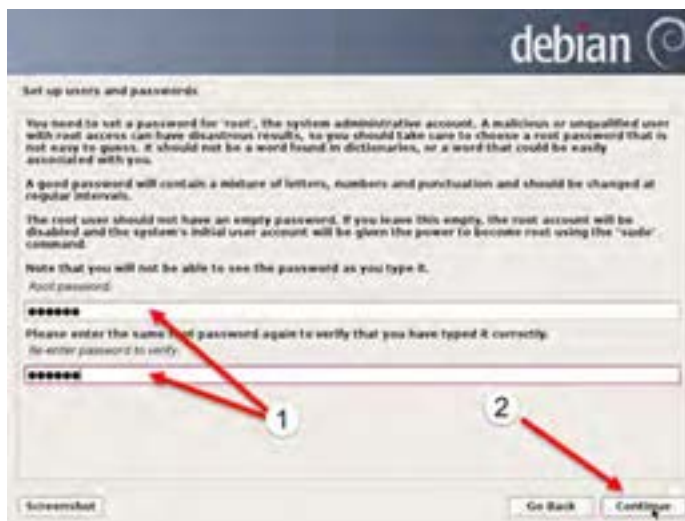 debian
Set up users and passwords
You need to set a password for 'root', the system administrative account. A malicious or unqualified user
with root access can have disastrous results, so you should take care to choose a root password that is
not easy to guess. It should not be a word found in dictionaries, or a word that could be easily
associated with you.
A good password will contain a mixture of letters, numbers and punctuation and should be changed at
regular intervals.
The root user should not have an empty password. If you leave this empty, the root account will be
disabled and the system's initial user account will be given the power to become root using the "sudo"
command.
Note that you will not be able to see the password as you type it.
Root password:
●●●●●●
Please enter the same root password again to verify that you have typed it correctly.
Re-enter password to verify:
●●●●●●
1
2
Screenshot
Go Back
Continue